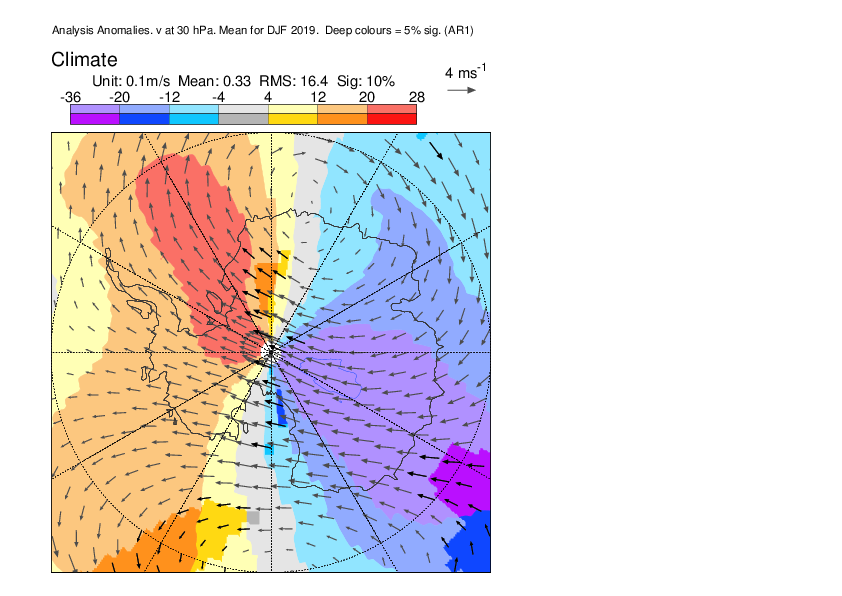 Analysis Anomalies. v at 30 hPa. Mean for DJF 2019.  Deep colours = 5% sig. (AR1)
Climate
4 ms-1
Unit: 0.1m/s  Mean: 0.33  RMS: 16.4  Sig: 10%
-36 -20 -12 -4 4 12 20 28